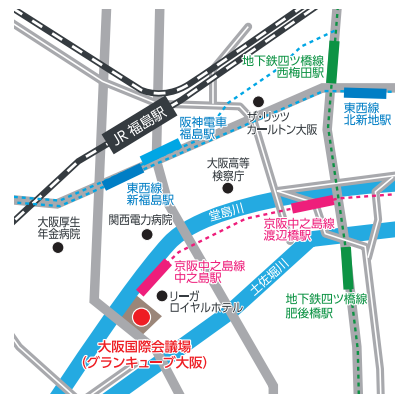 地下鉄四ツ橋線
西梅田駅
JR 福島駅
阪神電車
福島駅
ザ・リッツ
カールトン大阪
東西線
北新地駅
大阪高等
検察庁
東西線
新福島駅
堂島川
大阪厚生
年金病院
関西電力病院
京阪中之島線
渡辺橋駅
京阪中之島線
中之島駅
土佐堀川
リーガ
ロイヤルホテル
地下鉄四ツ橋線
肥後橋駅
大阪国際会議場
(グランキューブ大阪)